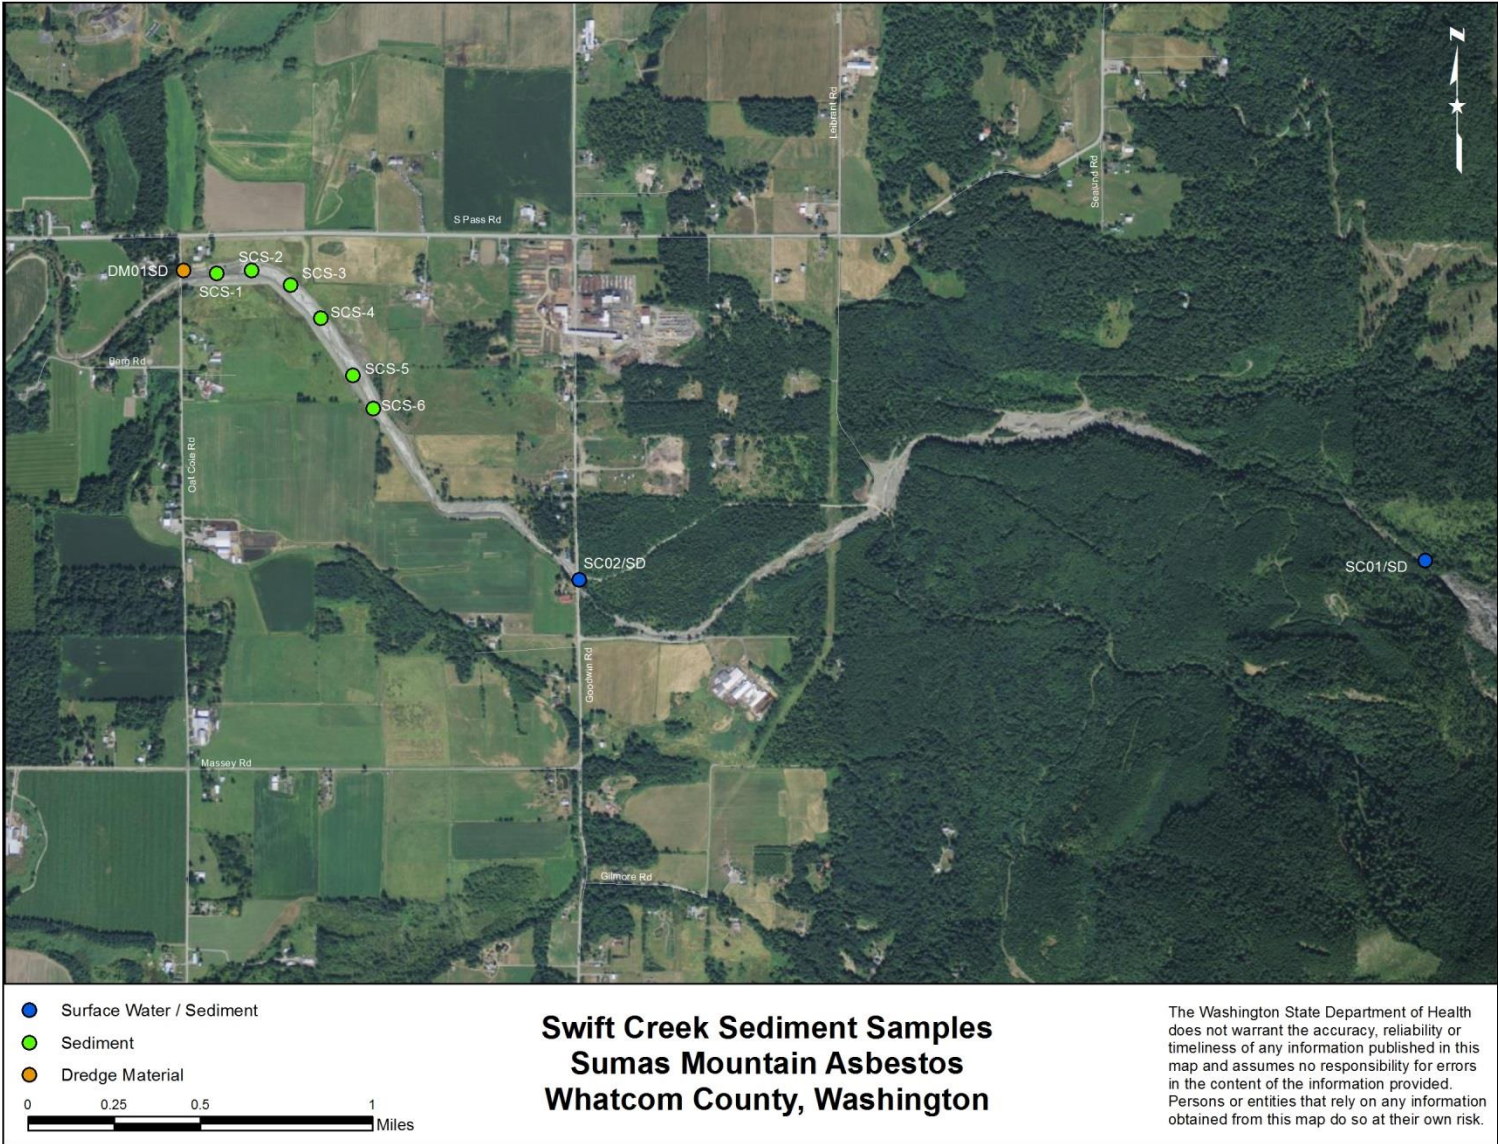 Z
Leibrant Rd
Sealund Rd
S Pass Rd
DM01SD
SCS-1
SCS-2
SCS-3
SCS-4
Barg Rd
SCS-5
SCS-6
Oat Cole Rd
SC02/SD
SC01/SD
Goodwin Rd
Massey Rd
Gilmore Rd
Surface Water / Sediment
Sediment
Dredge Material
0 0.25 0.5 1
Miles
Swift Creek Sediment Samples
Sumas Mountain Asbestos
Whatcom County, Washington
The Washington State Department of Health
does not warrant the accuracy, reliability or
timeliness of any information published in this
map and assumes no responsibility for errors
in the content of the information provided.
Persons or entities that rely on any information
obtained from this map do so at their own risk.